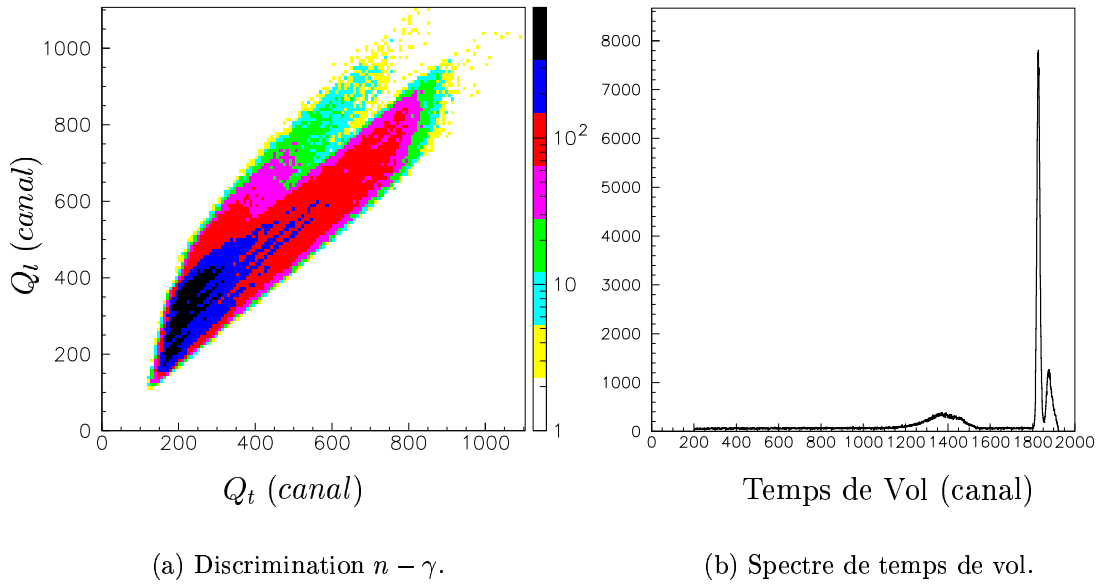 1000
800
600
400
200
0
Q_l (canal)
0 200 400 600 800 1000
Q_t (canal)
10^2
10
1
(a) Discrimination n − γ.
8000
7000
6000
5000
4000
3000
2000
1000
0
0 200 400 600 800 1000 1200 1400 1600 1800 2000
Temps de Vol (canal)
(b) Spectre de temps de vol.